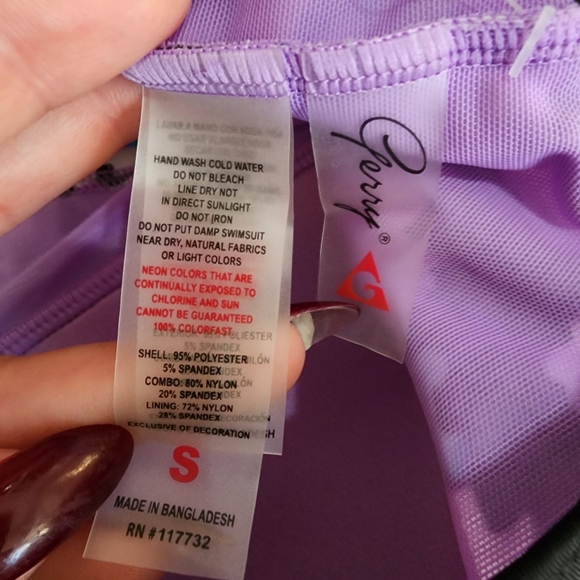 HAND WASH COLD WATER
DO NOT BLEACH
LINE DRY NOT
IN DIRECT SUNLIGHT
DO NOT IRON
DO NOT PUT DAMP SWIMSUIT
NEAR DRY, NATURAL FABRICS
OR LIGHT COLORS
NEON COLORS THAT ARE
CONTINUALLY EXPOSED TO
CHLORINE AND SUN
CANNOT BE GUARANTEED
100% COLORFAST
SHELL: 95% POLYESTER
5% SPANDEX
COMBO: 80% NYLON
20% SPANDEX
LINING: 72% NYLON
28% SPANDEX
EXCLUSIVE OF DECORATION
S
MADE IN BANGLADESH
RN #117732
Gerry®
G